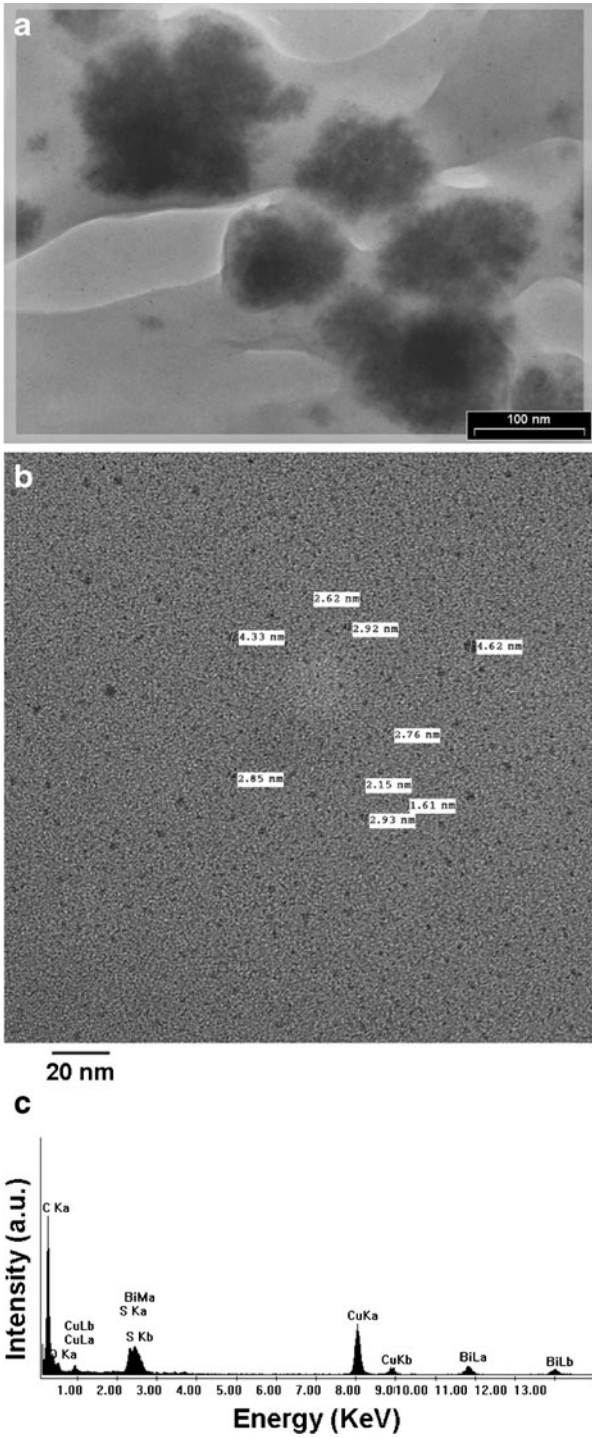 a
100 nm
b
2.62 nm
2.92 nm
4.33 nm
4.62 nm
2.76 nm
2.85 nm
2.15 nm
1.61 nm
2.93 nm
20 nm
c
Intensity (a.u.)
C Ka
CuLb
CuLa
O Ka
BiMa
S Ka
S Kb
CuKa
CuKb
BiLa
BiLb
1.00 2.00 3.00 4.00 5.00 6.00 7.00 8.00 9.00 10.00 11.00 12.00 13.00
Energy (KeV)